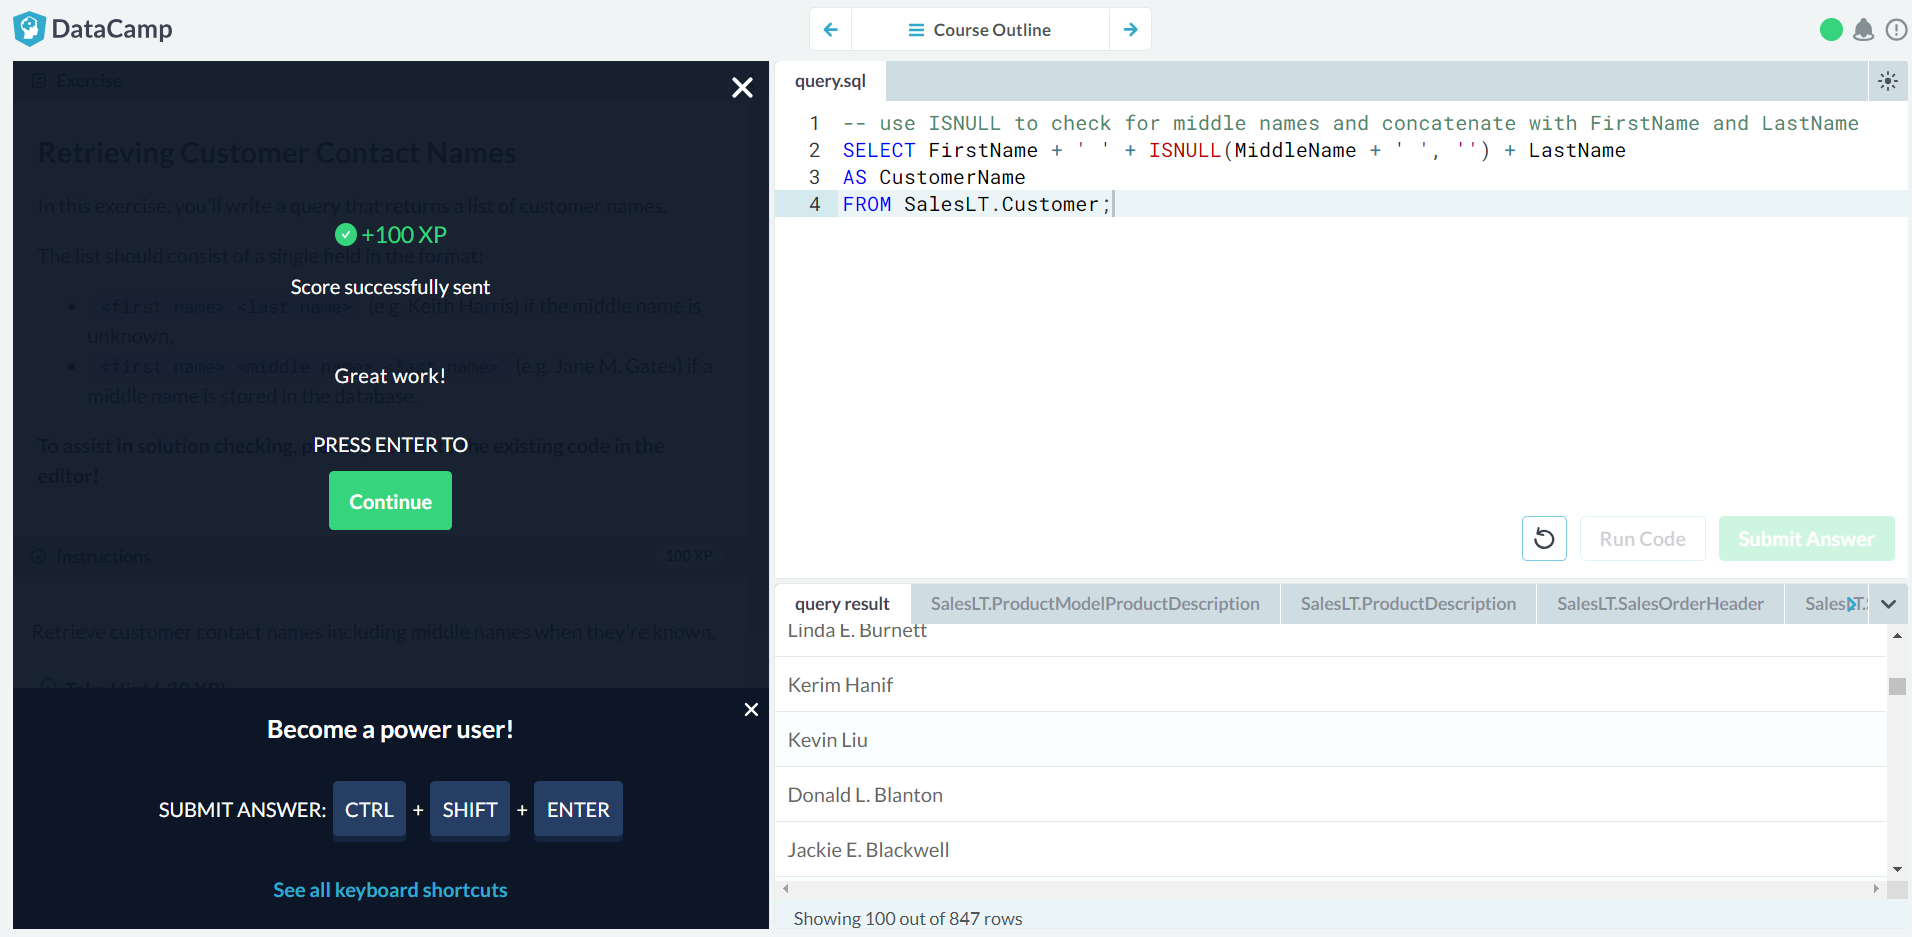 DataCamp
Course Outline
Exercise
Retrieving Customer Contact Names
In this exercise, you'll write a query that returns a list of customer names.
+100 XP
The list should consist of a single field in the format:
Score successfully sent
<first name> <last name> (e.g. Keith Harris) if the middle name is
unknown.
<first name> <middle name> <last name> (e.g. Jane M. Gates) if a
Great work!
middle name is stored in the database.
To assist in solution checking, the existing code in the
PRESS ENTER TO
editor!
Continue
Instructions
100 XP
Retrieve customer contact names including middle names when they're known.
Become a power user!
SUBMIT ANSWER: CTRL + SHIFT + ENTER
See all keyboard shortcuts
query.sql
1 -- use ISNULL to check for middle names and concatenate with FirstName and LastName
2 SELECT FirstName + ' ' + ISNULL(MiddleName + ' ', '') + LastName
3 AS CustomerName
4 FROM SalesLT.Customer;
Run Code
Submit Answer
query result SalesLT.ProductModelProductDescription SalesLT.ProductDescription SalesLT.SalesOrderHeader
Linda E. Burnett
Kerim Hanif
Kevin Liu
Donald L. Blanton
Jackie E. Blackwell
Showing 100 out of 847 rows